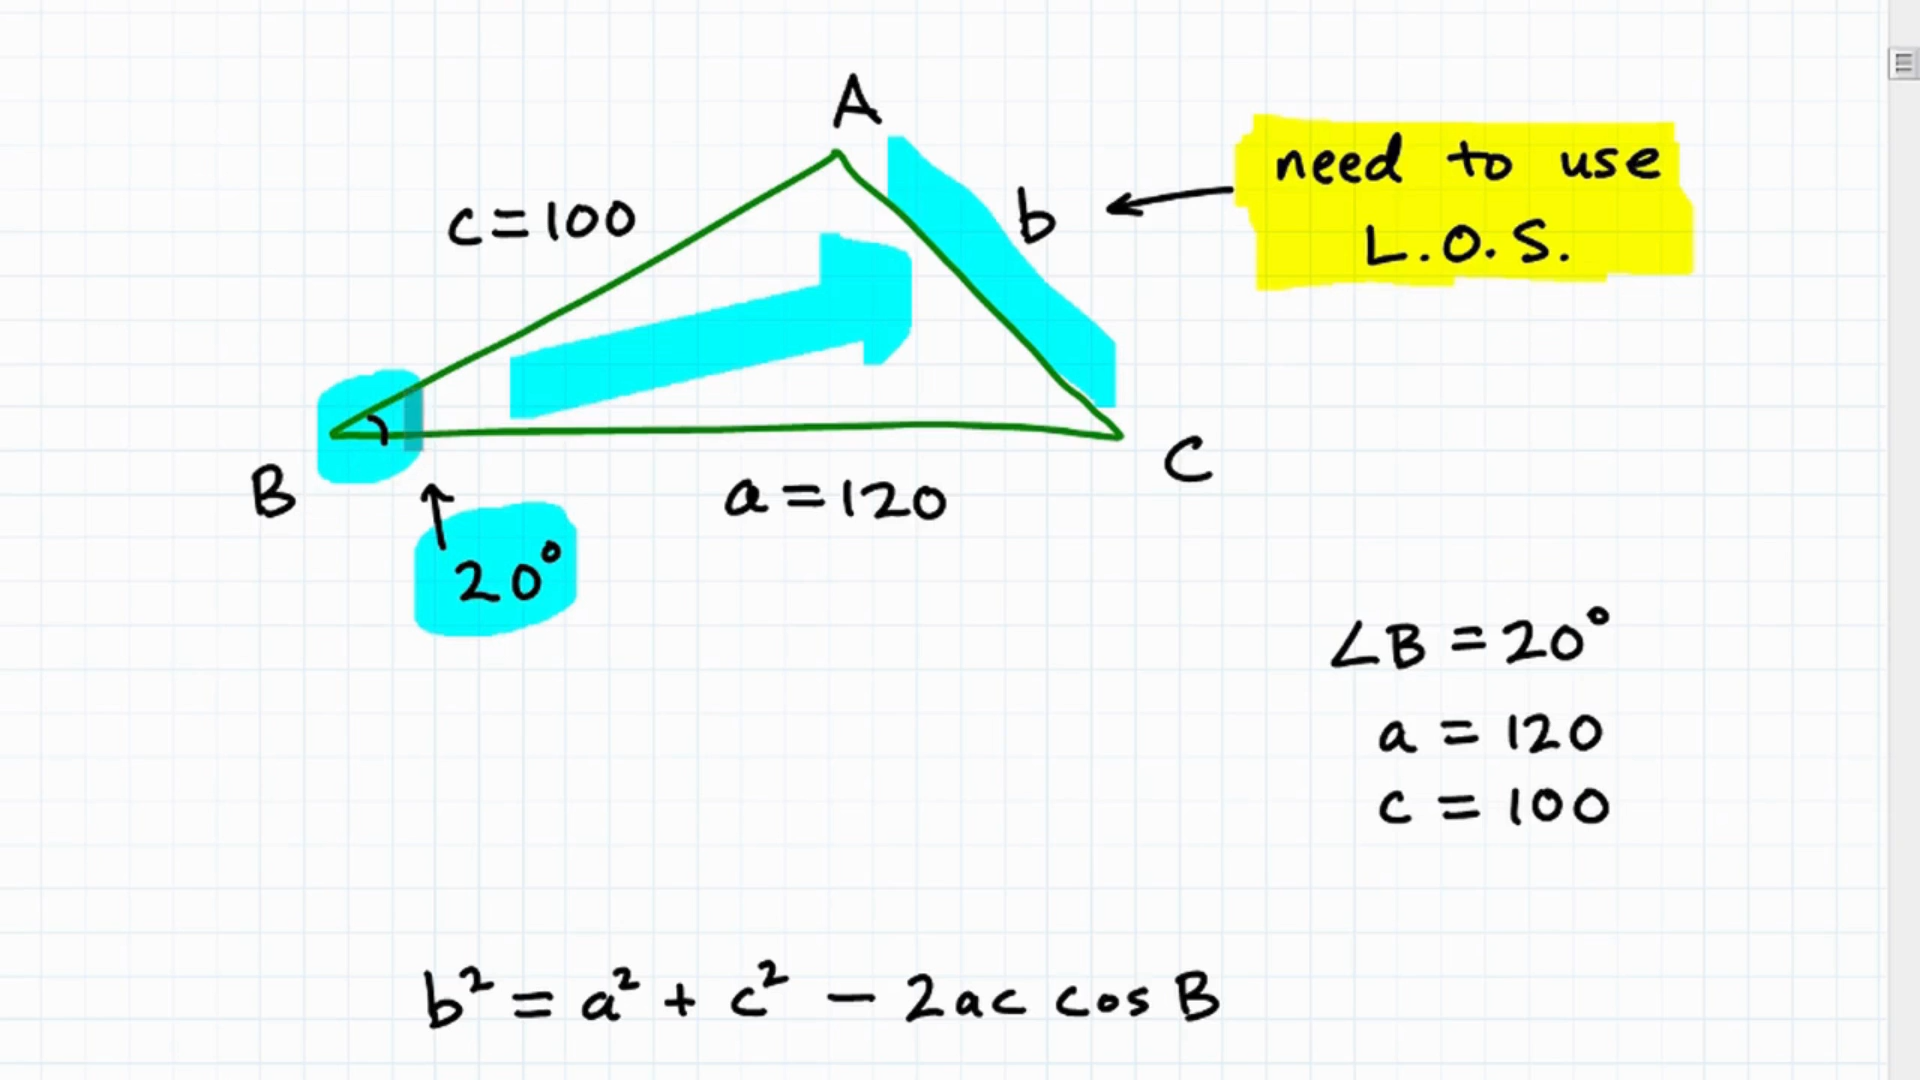 A
need to use
L.O.S.
b
c = 100
B
C
a = 120
20°
∠B = 20°
a = 120
c = 100
b² = a² + c² - 2ac cos B